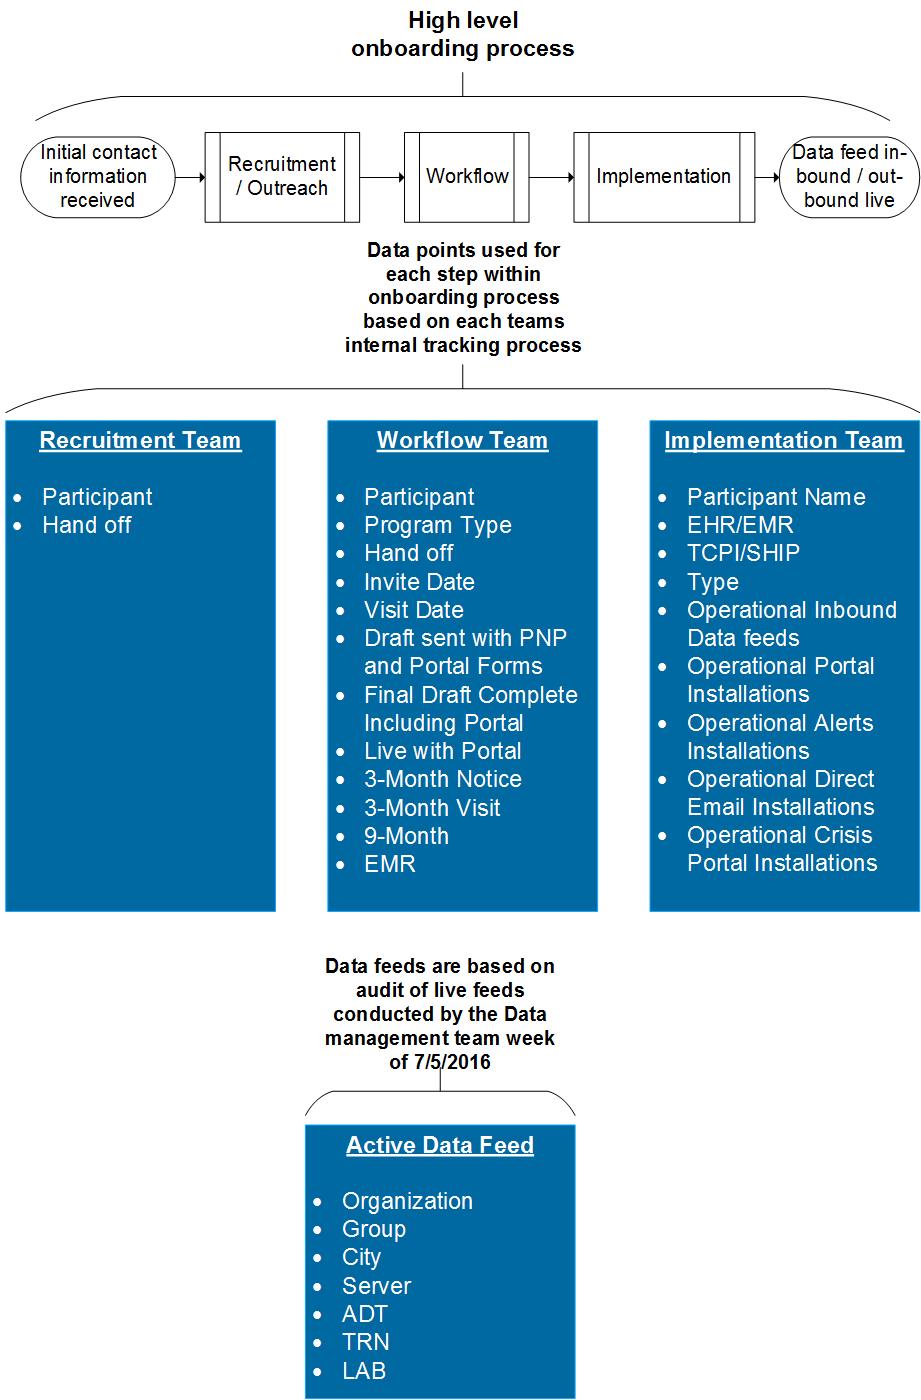 High level
onboarding process
Initial contact
information
received
Recruitment
/ Outreach
Workflow
Implementation
Data feed in-
bound / out-
bound live
Data points used for
each step within
onboarding process
based on each teams
internal tracking process
Recruitment Team
• Participant
• Hand off
Workflow Team
• Participant
• Program Type
• Hand off
• Invite Date
• Visit Date
• Draft sent with PNP
and Portal Forms
• Final Draft Complete
Including Portal
• Live with Portal
• 3-Month Notice
• 3-Month Visit
• 9-Month
• EMR
Implementation Team
• Participant Name
• EHR/EMR
• TCPI/SHIP
• Type
• Operational Inbound
Data feeds
• Operational Portal
Installations
• Operational Alerts
Installations
• Operational Direct
Email Installations
• Operational Crisis
Portal Installations
Data feeds are based on
audit of live feeds
conducted by the Data
management team week
of 7/5/2016
Active Data Feed
• Organization
• Group
• City
• Server
• ADT
• TRN
• LAB